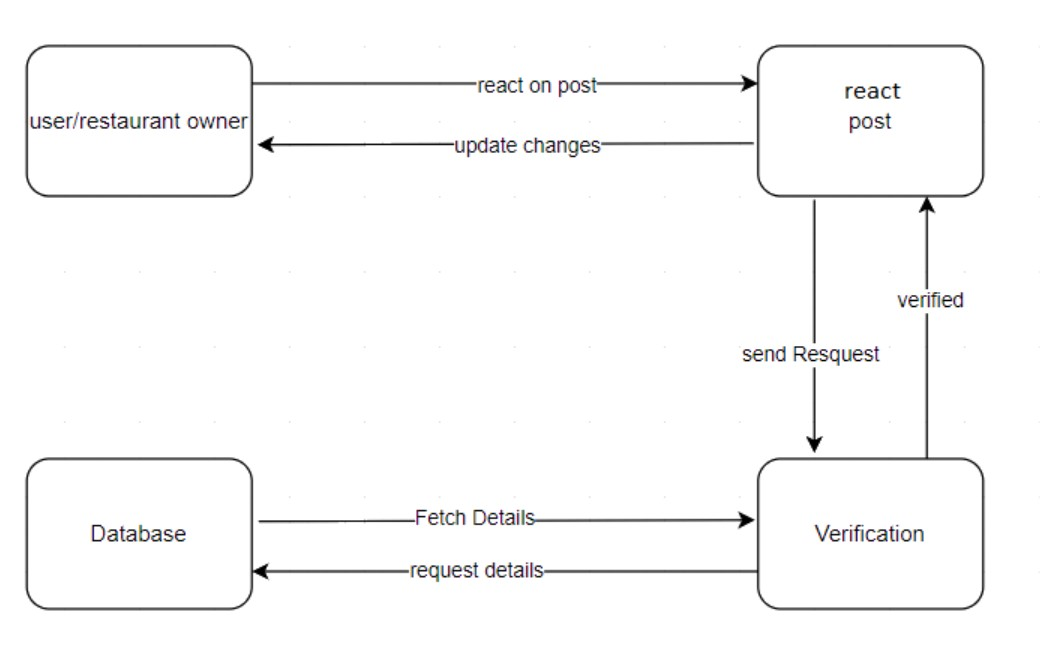 react on post
react
user/restaurant owner
post
update changes
verified
send Resquest
Fetch Details
Database
Verification
request details